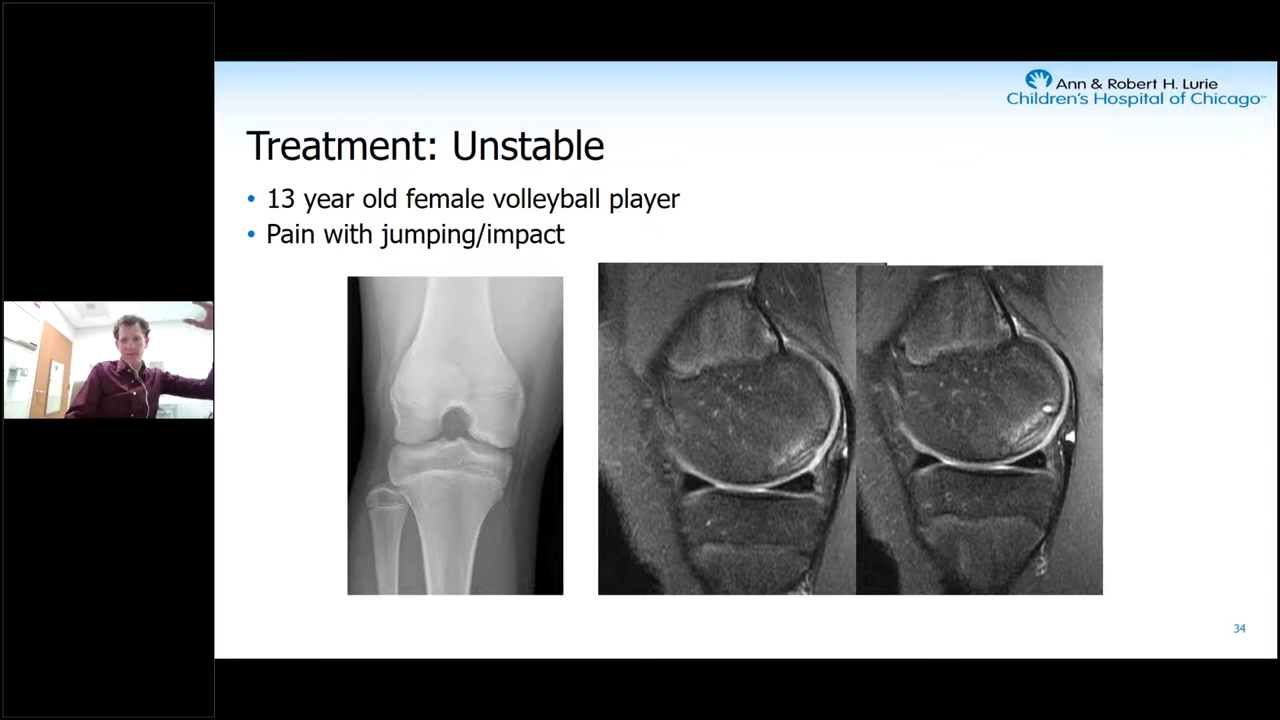 Ann & Robert H. Lurie
Children's Hospital of Chicago™
Treatment: Unstable
• 13 year old female volleyball player
• Pain with jumping/impact
34